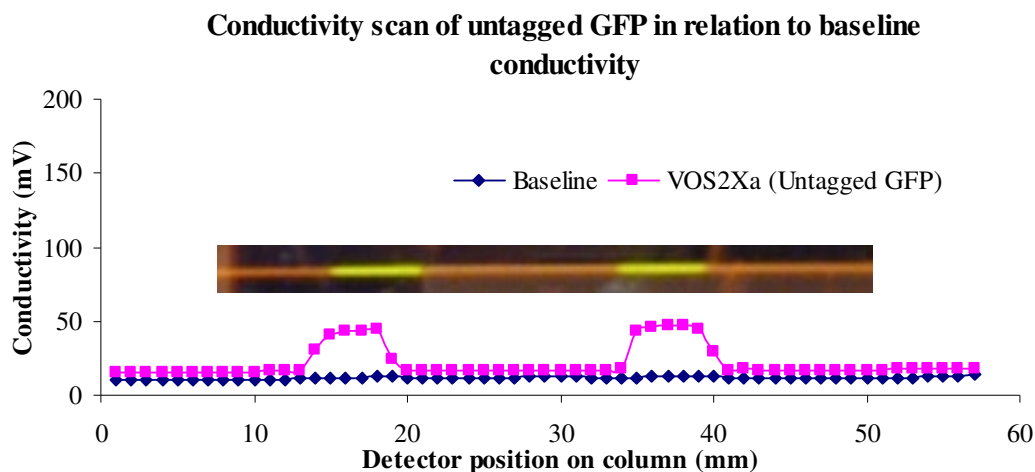 Conductivity scan of untagged GFP in relation to baseline
conductivity
200
150
100
50
0
Conductivity (mV)
Baseline
VOS2Xa (Untagged GFP)
0 10 20 30 40 50 60
Detector position on column (mm)